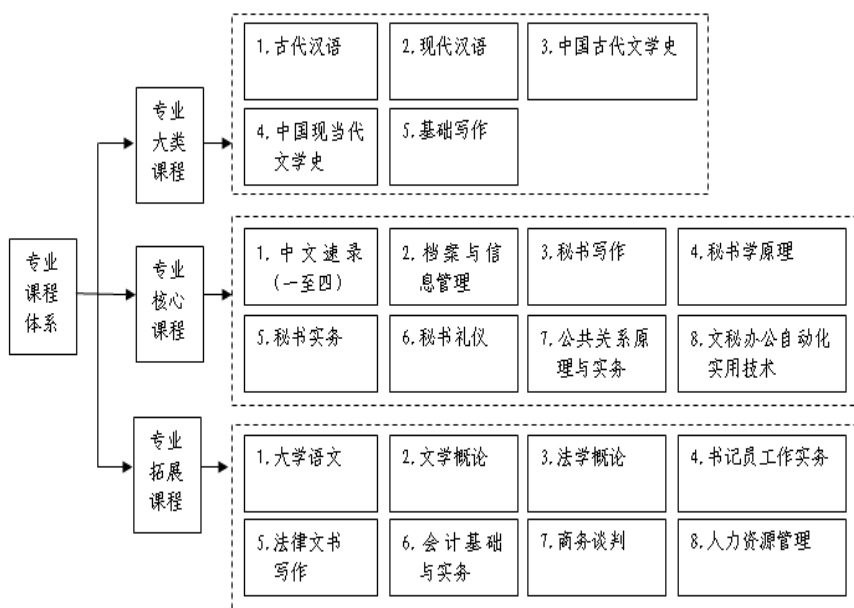 专业
课程
体系
专业
大类
课程
1.古代汉语
2.现代汉语
3.中国古代文学史
4.中国现当代
文学史
5.基础写作
专业
核心
课程
1.中文速录
(一至四)
2.档案与信
息管理
3.秘书写作
4.秘书学原理
5.秘书实务
6.秘书礼仪
7.公共关系原
理与实务
8.文秘办公自动化
实用技术
专业
拓展
课程
1.大学语文
2.文学概论
3.法学概论
4.书记员工作实务
5.法律文书
写作
6.会计基础
与实务
7.商务谈判
8.人力资源管理